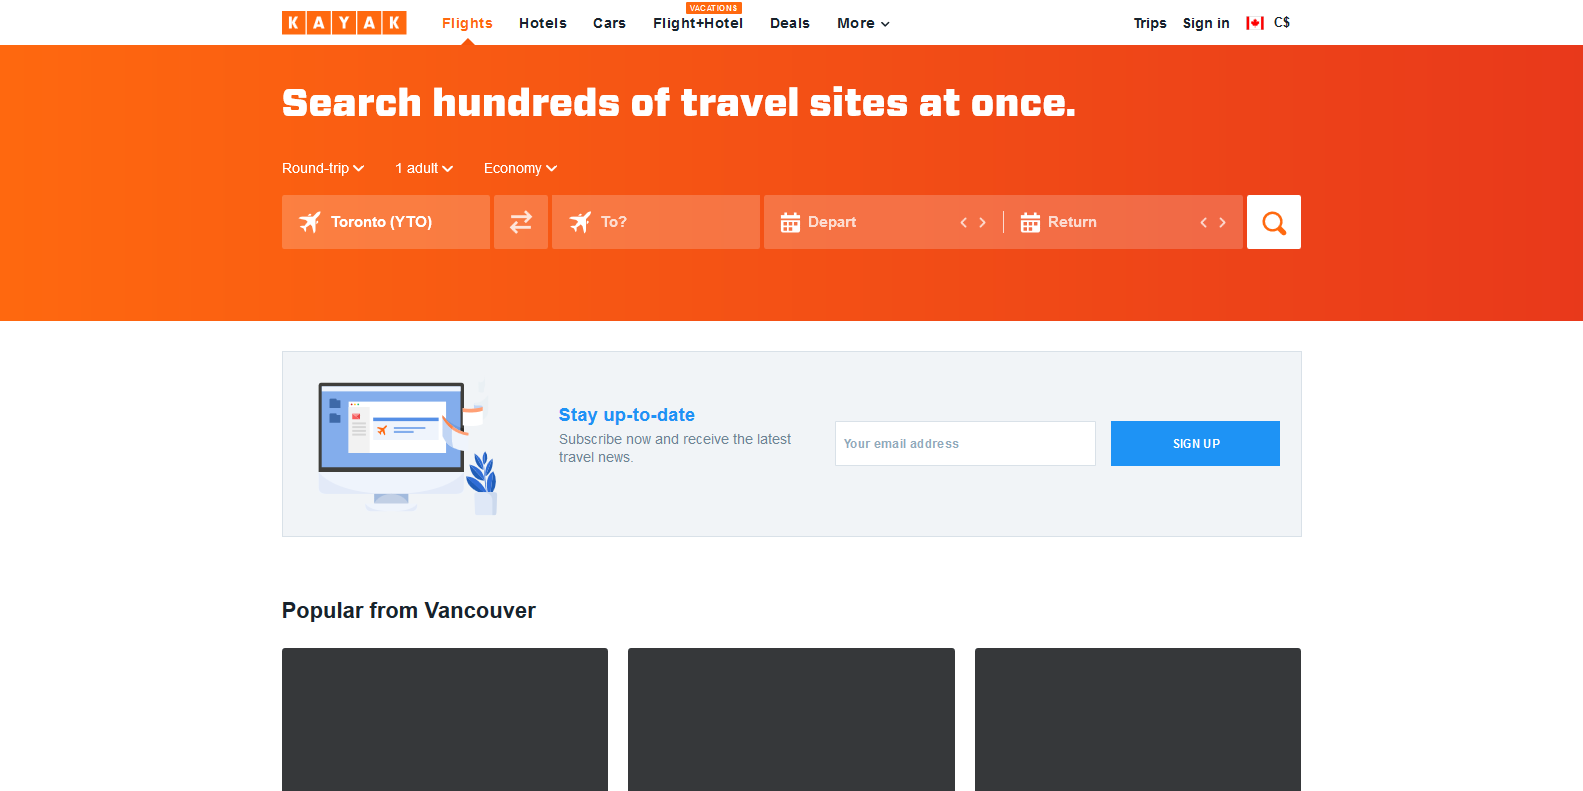 KAYAK
Flights
Hotels
Cars
VACATIONS
Flight+Hotel
Deals
More
Trips
Sign in
C$
Search hundreds of travel sites at once.
Round-trip
1 adult
Economy
Toronto (YTO)
To?
Depart
Return
Stay up-to-date
Subscribe now and receive the latest
travel news.
Your email address
SIGN UP
Popular from Vancouver